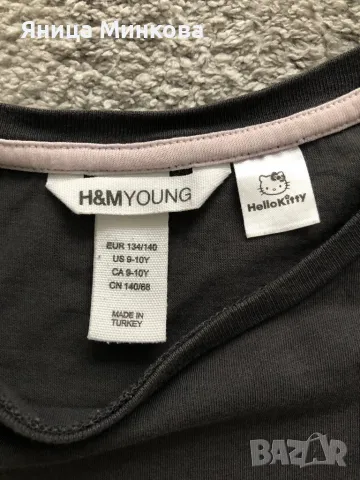 Яница Минкова
H&M YOUNG
Hello Kitty
EUR 134/140
US 9-10Y
CA 9-10Y
CN 140/68
MADE IN
TURKEY
BAZAR